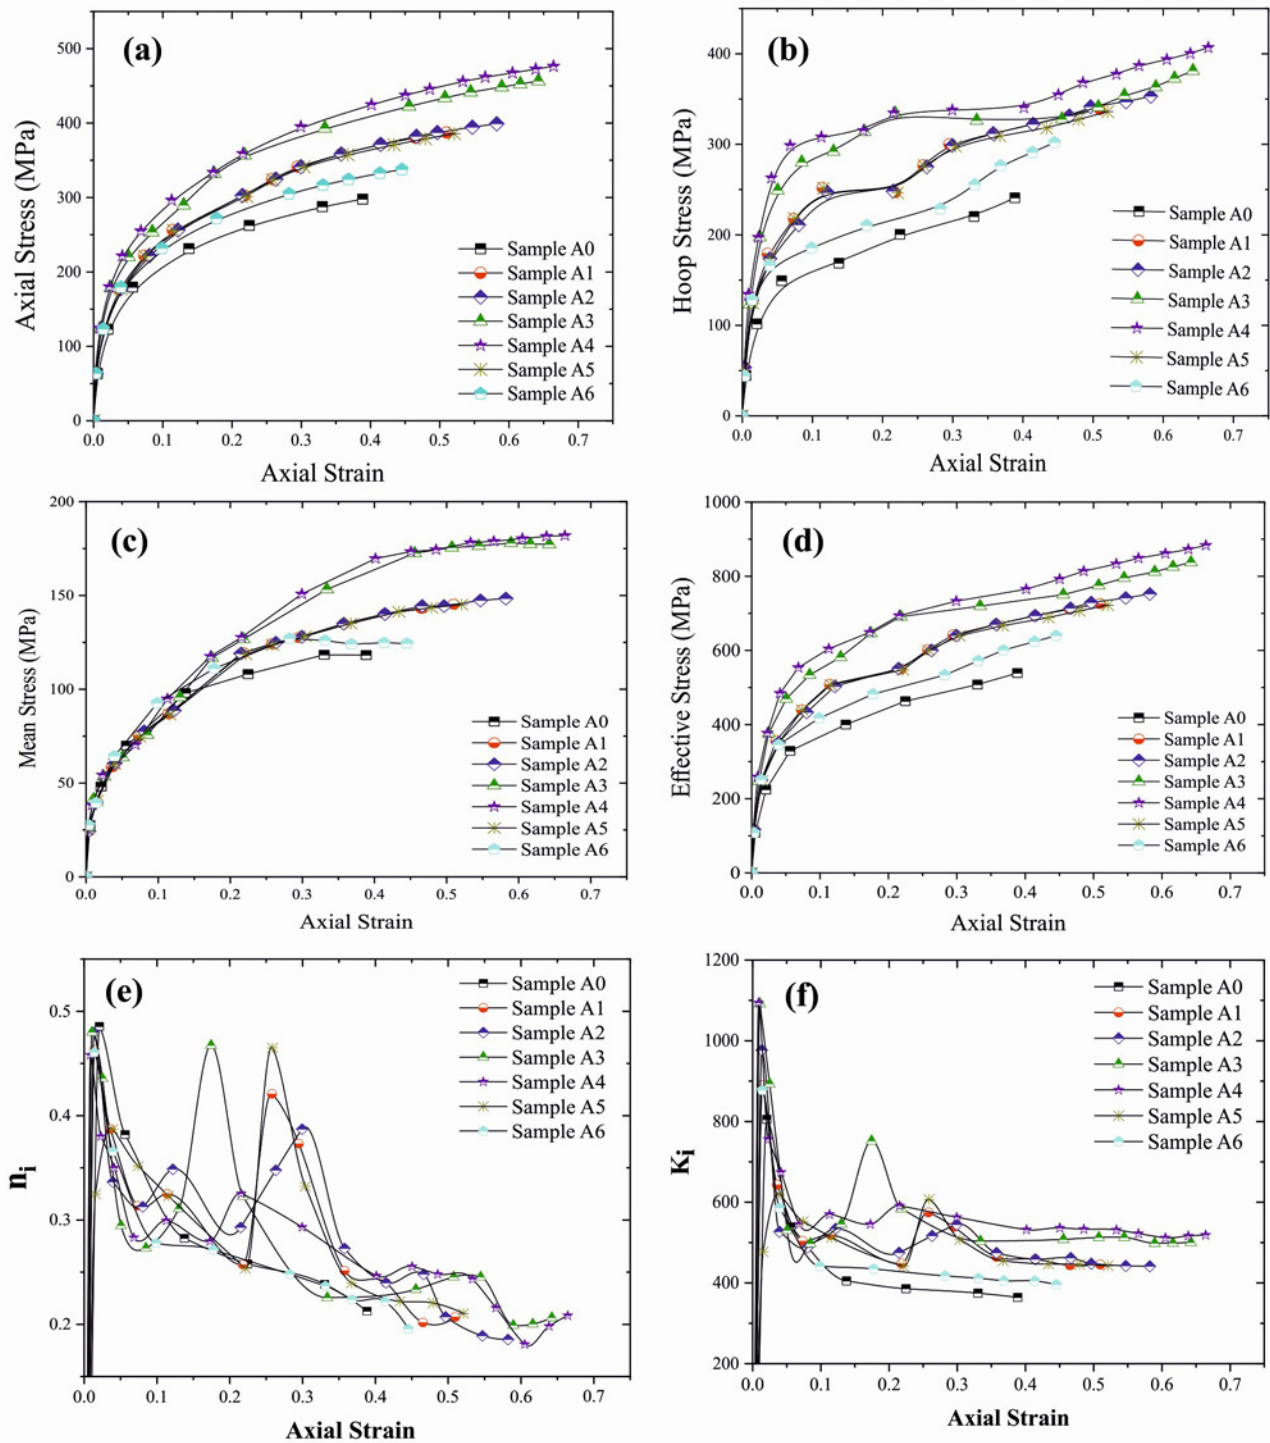 (a)
Axial Stress (MPa)
500
400
300
200
100
0
0.0 0.1 0.2 0.3 0.4 0.5 0.6 0.7
Axial Strain
Sample A0
Sample A1
Sample A2
Sample A3
Sample A4
Sample A5
Sample A6
(b)
Hoop Stress (MPa)
400
300
200
100
0
0.0 0.1 0.2 0.3 0.4 0.5 0.6 0.7
Axial Strain
Sample A0
Sample A1
Sample A2
Sample A3
Sample A4
Sample A5
Sample A6
(c)
Mean Stress (MPa)
200
150
100
50
0
0.0 0.1 0.2 0.3 0.4 0.5 0.6 0.7
Axial Strain
Sample A0
Sample A1
Sample A2
Sample A3
Sample A4
Sample A5
Sample A6
(d)
Effective Stress (MPa)
1000
800
600
400
200
0
0.0 0.1 0.2 0.3 0.4 0.5 0.6 0.7
Axial Strain
Sample A0
Sample A1
Sample A2
Sample A3
Sample A4
Sample A5
Sample A6
(e)
ni
0.5
0.4
0.3
0.2
0.0 0.1 0.2 0.3 0.4 0.5 0.6 0.7
Axial Strain
Sample A0
Sample A1
Sample A2
Sample A3
Sample A4
Sample A5
Sample A6
(f)
Ki
1200
1000
800
600
400
200
0.0 0.1 0.2 0.3 0.4 0.5 0.6 0.7
Axial Strain
Sample A0
Sample A1
Sample A2
Sample A3
Sample A4
Sample A5
Sample A6